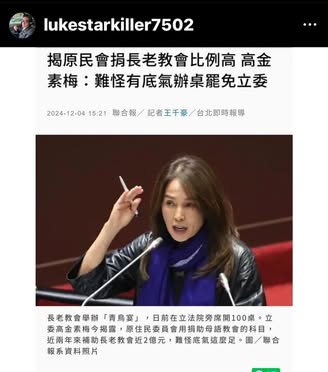 lukestarkiller7502
揭原民會捐長老教會比例高 高金
素梅：難怪有底氣辦桌罷免立委
2024-12-04 15:21 聯合報／ 記者王千豪／台北即時報導
長老教會舉辦「青鳥宴」，日前在立法院旁席開100桌。立
委高金素梅今揭露，原住民委員會用捐助母語教會的科目，
近兩年來補助長老教會近2億元，難怪底氣這麼足。圖／聯合
報系資料照片